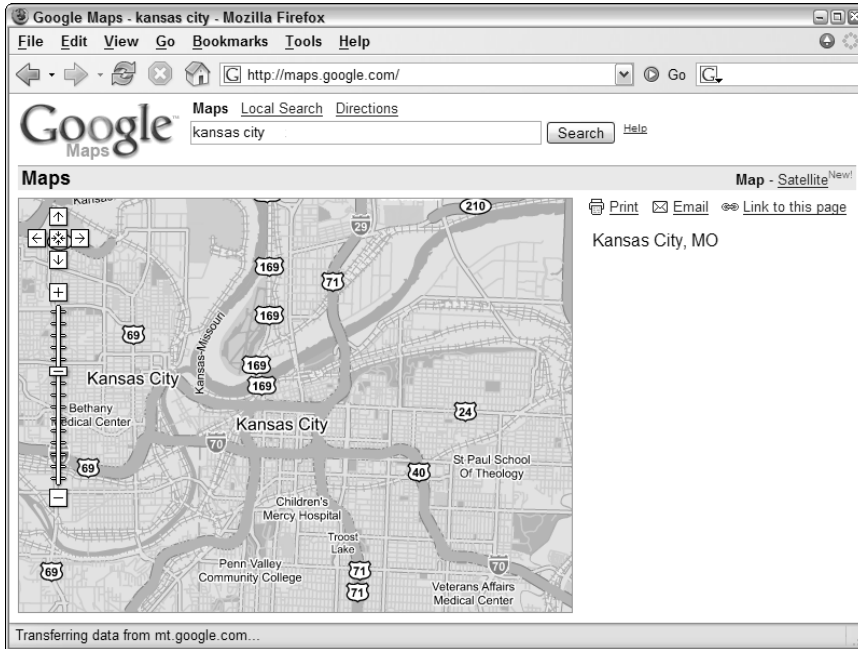 Google Maps - kansas city - Mozilla Firefox
File Edit View Go Bookmarks Tools Help
G http://maps.google.com/ Go G
Maps Local Search Directions
Google™
Maps
kansas city Search Help
Maps Map - Satellite New!
Print Email Link to this page
Kansas City, MO
210
29
169
71
169
Kansas-Missouri
69
169
169
Kansas City
Bethany
Medical Center
Kansas City
24
70
69
40
St Paul School
Of Theology
Children's
Mercy Hospital
Troost
Lake
Penn Valley
Community College
69
71
71
70
Veterans Affairs
Medical Center
Transferring data from mt.google.com...